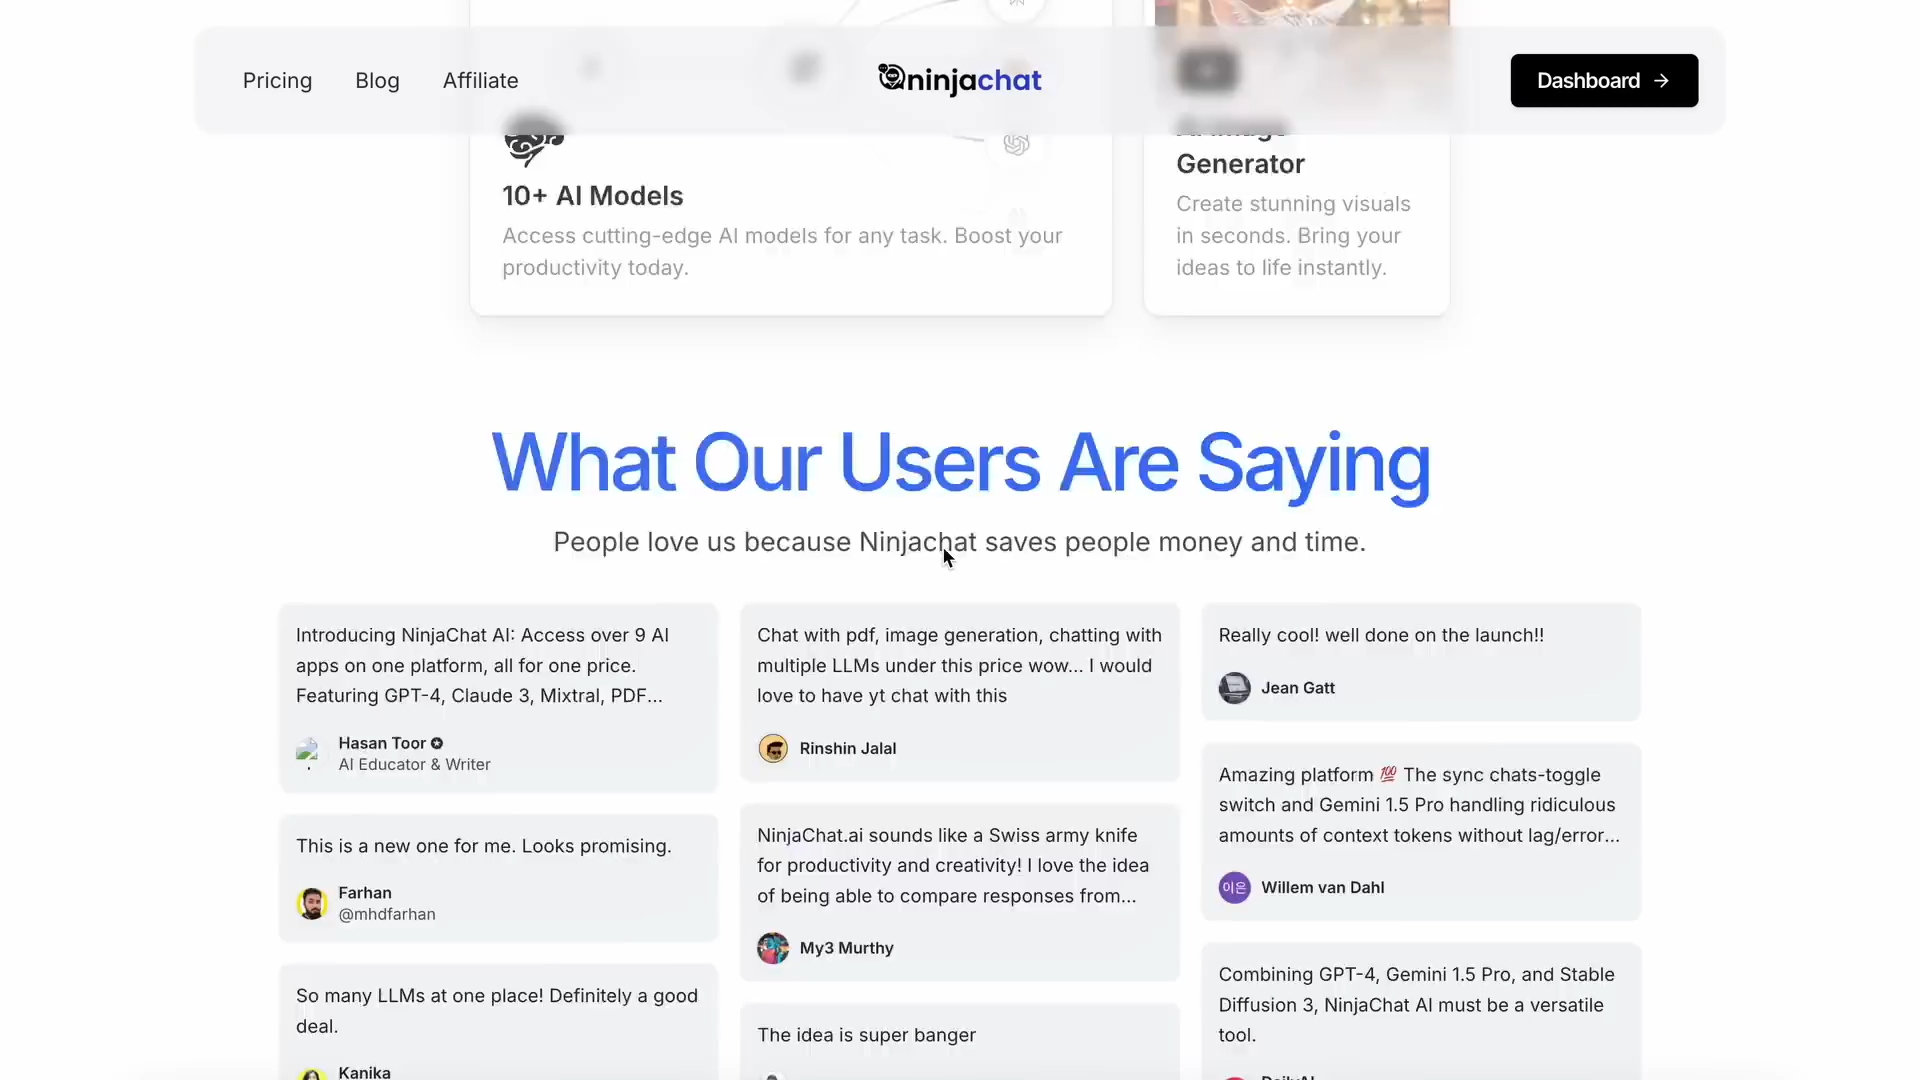 Pricing
Blog
Affiliate
ninjachat
Dashboard
10+ AI Models
Access cutting-edge AI models for any task. Boost your
productivity today.
Generator
Create stunning visuals
in seconds. Bring your
ideas to life instantly.
What Our Users Are Saying
People love us because Ninjachat saves people money and time.
Introducing NinjaChat AI: Access over 9 AI
apps on one platform, all for one price.
Featuring GPT-4, Claude 3, Mixtral, PDF...
Hasan Toor
AI Educator & Writer
This is a new one for me. Looks promising.
Farhan
@mhdfarhan
So many LLMs at one place! Definitely a good
deal.
Kanika
Chat with pdf, image generation, chatting with
multiple LLMs under this price wow... I would
love to have yt chat with this
Rinshin Jalal
NinjaChat.ai sounds like a Swiss army knife
for productivity and creativity! I love the idea
of being able to compare responses from...
My3 Murthy
The idea is super banger
Really cool! well done on the launch!!
Jean Gatt
Amazing platform 💯 The sync chats-toggle
switch and Gemini 1.5 Pro handling ridiculous
amounts of context tokens without lag/error...
이은
Willem van Dahl
Combining GPT-4, Gemini 1.5 Pro, and Stable
Diffusion 3, NinjaChat AI must be a versatile
tool.